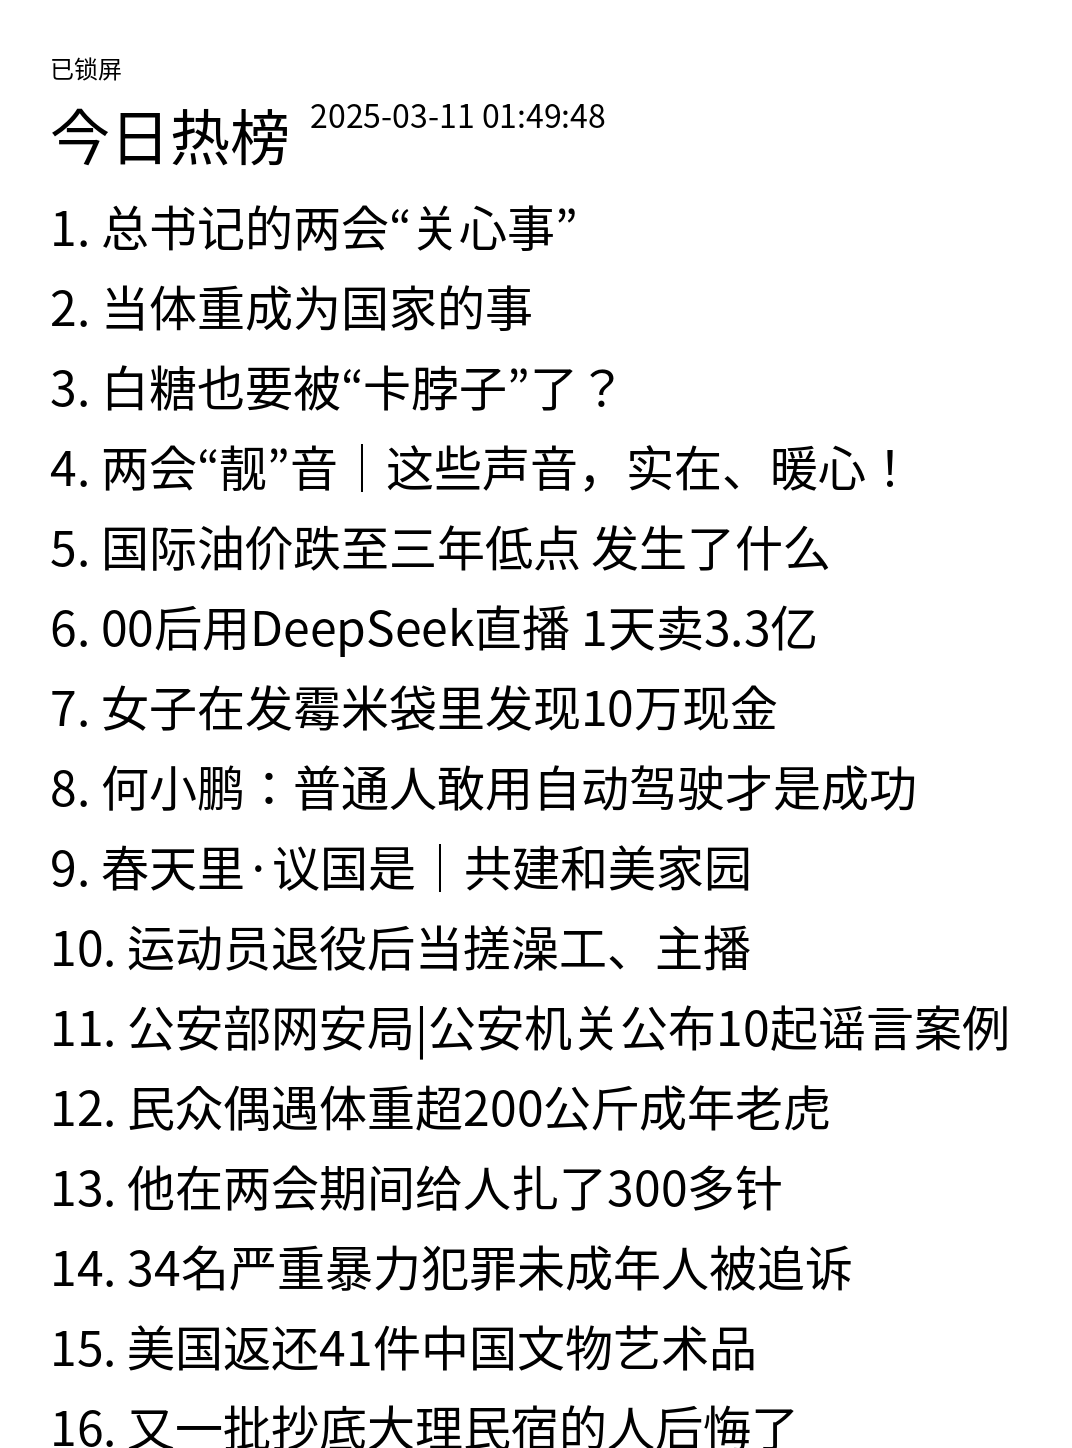 已锁屏
今日热榜 2025-03-11 01:49:48
1. 总书记的两会“关心事”
2. 当体重成为国家的事
3. 白糖也要被“卡脖子”了？
4. 两会“靓”音｜这些声音，实在、暖心！
5. 国际油价跌至三年低点 发生了什么
6. 00后用DeepSeek直播 1天卖3.3亿
7. 女子在发霉米袋里发现10万现金
8. 何小鹏：普通人敢用自动驾驶才是成功
9. 春天里·议国是｜共建和美家园
10. 运动员退役后当搓澡工、主播
11. 公安部网安局|公安机关公布10起谣言案例
12. 民众偶遇体重超200公斤成年老虎
13. 他在两会期间给人扎了300多针
14. 34名严重暴力犯罪未成年人被追诉
15. 美国返还41件中国文物艺术品
16. 又一批抄底大理民宿的人后悔了